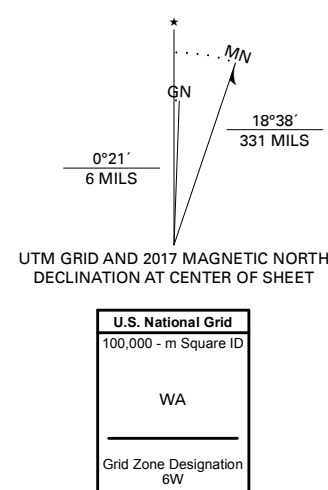 MN
GN
18°38´
331 MILS
0°21´
6 MILS
UTM GRID AND 2017 MAGNETIC NORTH
DECLINATION AT CENTER OF SHEET
U.S. National Grid
100,000 - m Square ID
WA
Grid Zone Designation
6W